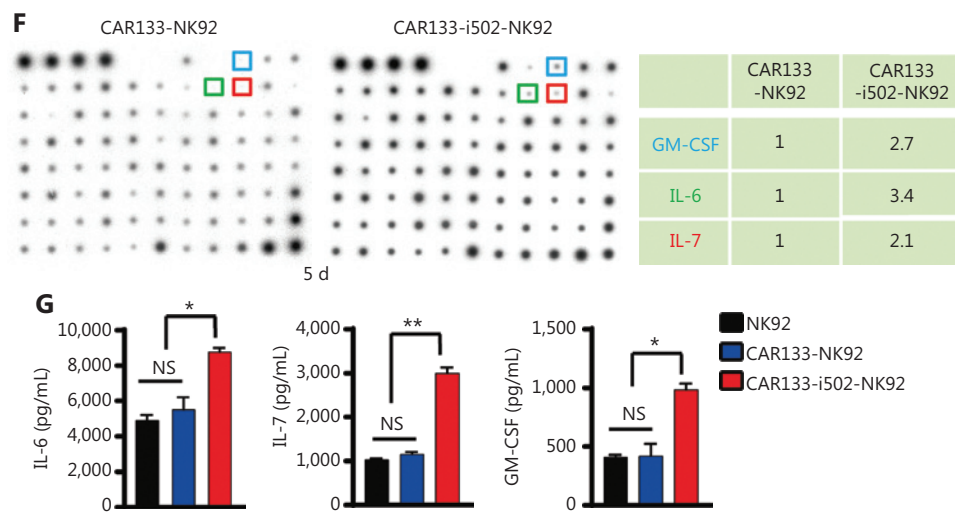 F
CAR133-NK92
CAR133-i502-NK92
CAR133
-NK92
CAR133
-i502-NK92
GM-CSF
1
2.7
IL-6
1
3.4
IL-7
1
2.1
5 d
G
IL-6 (pg/mL)
10,000
8,000
6,000
4,000
2,000
0
NS
*
IL-7 (pg/mL)
4,000
3,000
2,000
1,000
0
NS
**
GM-CSF (pg/mL)
1,500
1,000
500
0
NS
*
NK92
CAR133-NK92
CAR133-i502-NK92